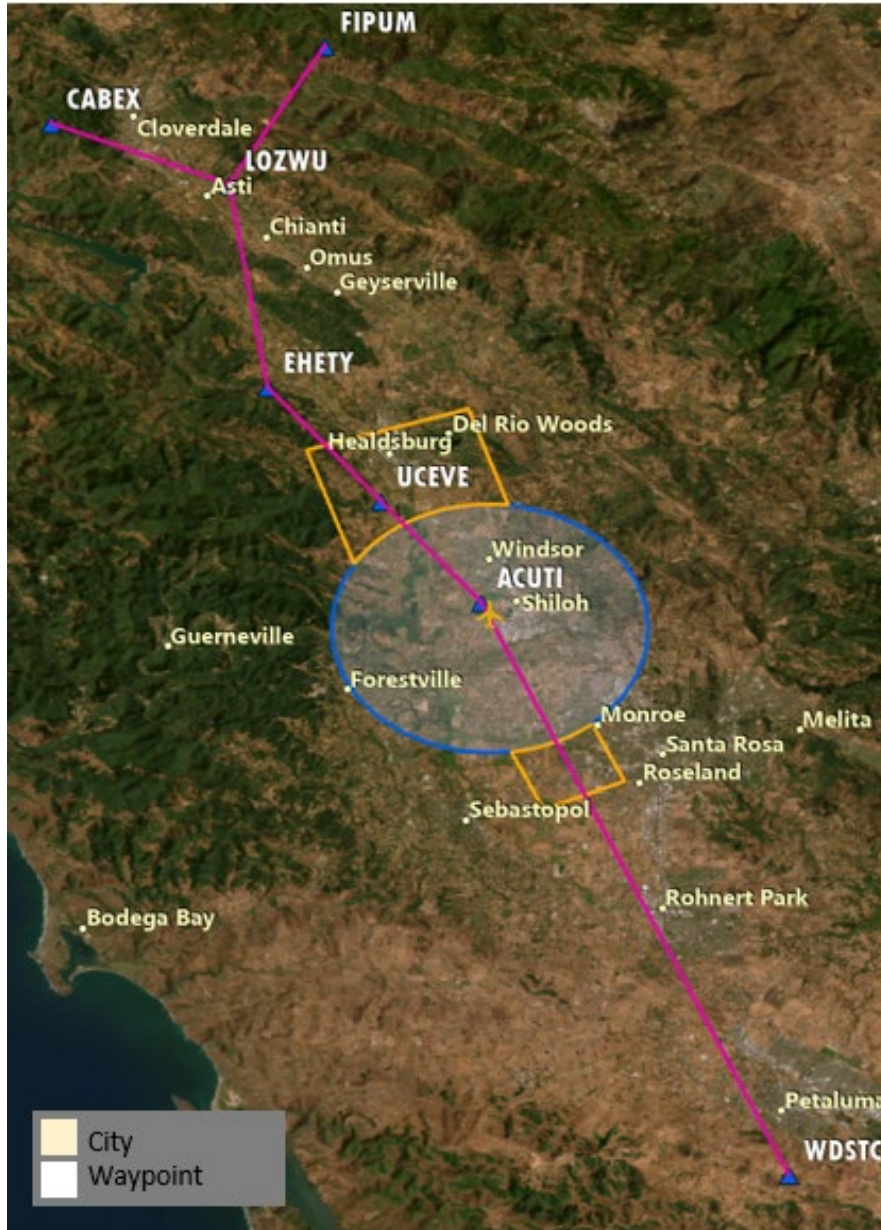 FIPUM
CABEX
Cloverdale
LOZWU
Asti
Chianti
Omus
Geyserville
EHETY
Del Rio Woods
Healdsburg
UCEVE
Windsor
ACUTI
Shiloh
Guerneville
Forestville
Monroe
Melita
Santa Rosa
Roseland
Sebastopol
Rohnert Park
Bodega Bay
Petaluma
City
WDSTC
Waypoint